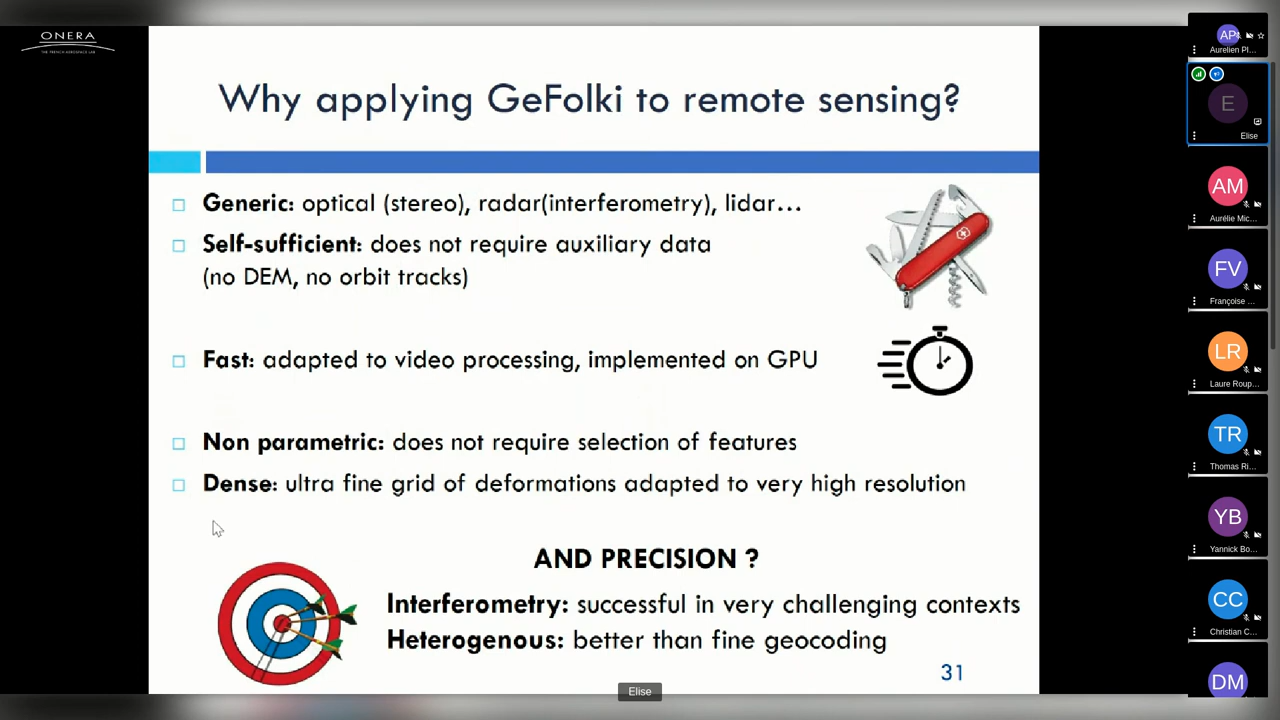 ONERA
THE FRENCH AEROSPACE LAB
Why applying GeFolki to remote sensing?
Generic: optical (stereo), radar(interferometry), lidar...
Self-sufficient: does not require auxiliary data
(no DEM, no orbit tracks)
Fast: adapted to video processing, implemented on GPU
Non parametric: does not require selection of features
Dense: ultra fine grid of deformations adapted to very high resolution
AND PRECISION ?
Interferometry: successful in very challenging contexts
Heterogenous: better than fine geocoding
31
Elise
AP
Aurelien Pl...
E
Elise
AM
Aurélie Mic...
FV
Françoise ...
LR
Laure Roup...
TR
Thomas Ri...
YB
Yannick Bo...
CC
Christian C...
DM